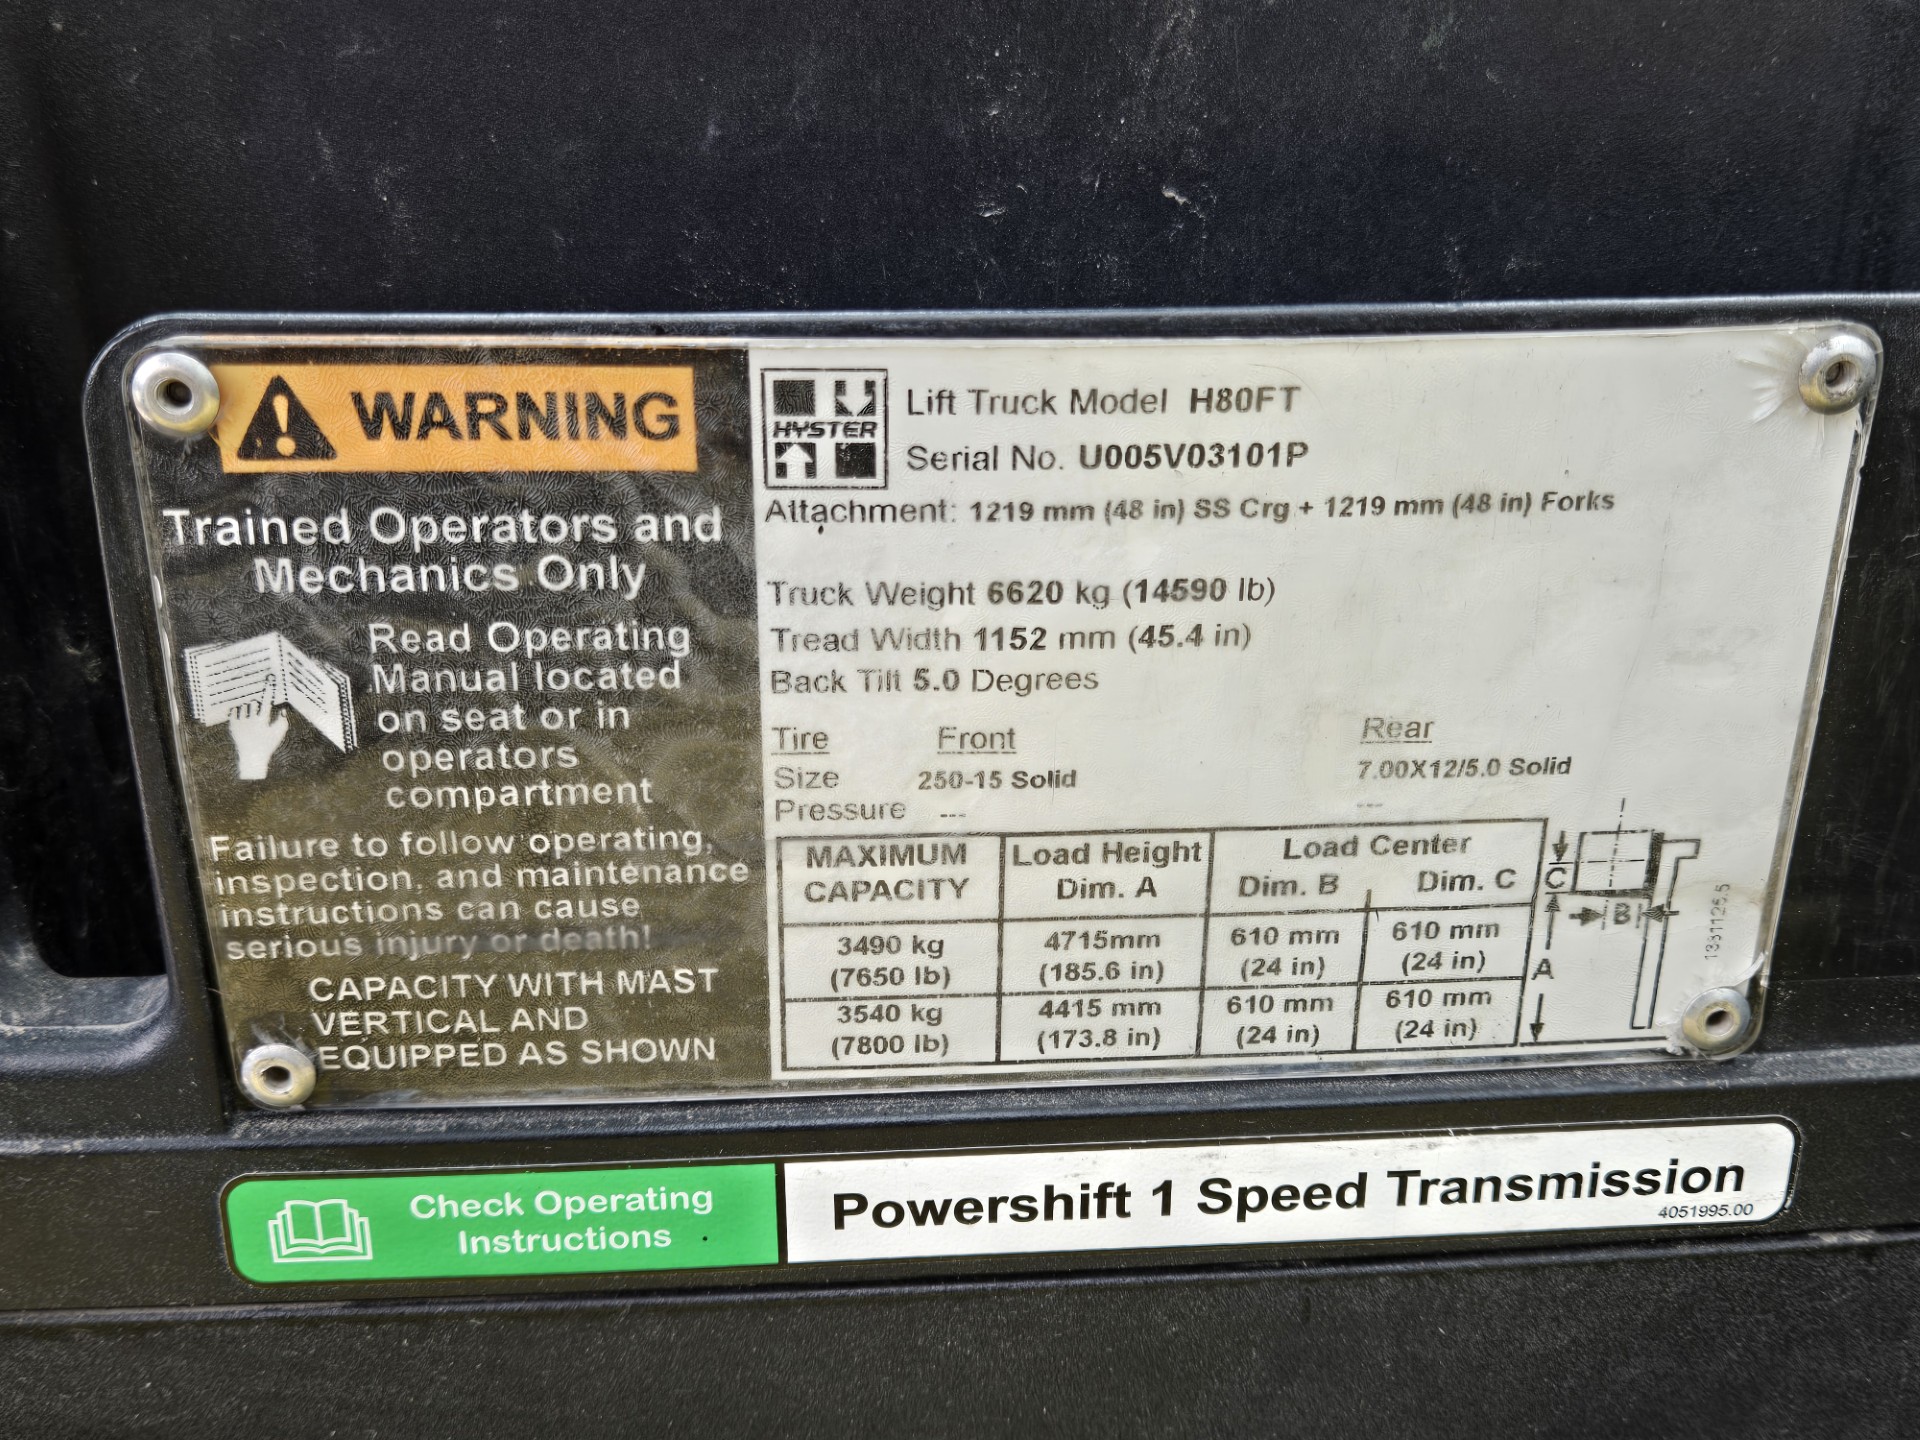 WARNING
Trained Operators and
Mechanics Only
Read Operating
Manual located
on seat or in
operators
compartment
Failure to follow operating,
inspection, and maintenance
instructions can cause
serious injury or death!
CAPACITY WITH MAST
VERTICAL AND
EQUIPPED AS SHOWN
HYSTER
Lift Truck Model H80FT
Serial No. U005V03101P
Attachment: 1219 mm (48 in) SS Crg + 1219 mm (48 in) Forks
Truck Weight 6620 kg (14590 lb)
Tread Width 1152 mm (45.4 in)
Back Tilt 5.0 Degrees
Tire Front Rear
Size 250-15 Solid 7.00X12/5.0 Solid
Pressure --- ---
MAXIMUM Load Height Load Center
CAPACITY Dim. A Dim. B Dim. C
3490 kg 4715mm 610 mm 610 mm
(7650 lb) (185.6 in) (24 in) (24 in)
3540 kg 4415 mm 610 mm 610 mm
(7800 lb) (173.8 in) (24 in) (24 in)
C
B
A
Check Operating
Instructions
Powershift 1 Speed Transmission
4051995.00